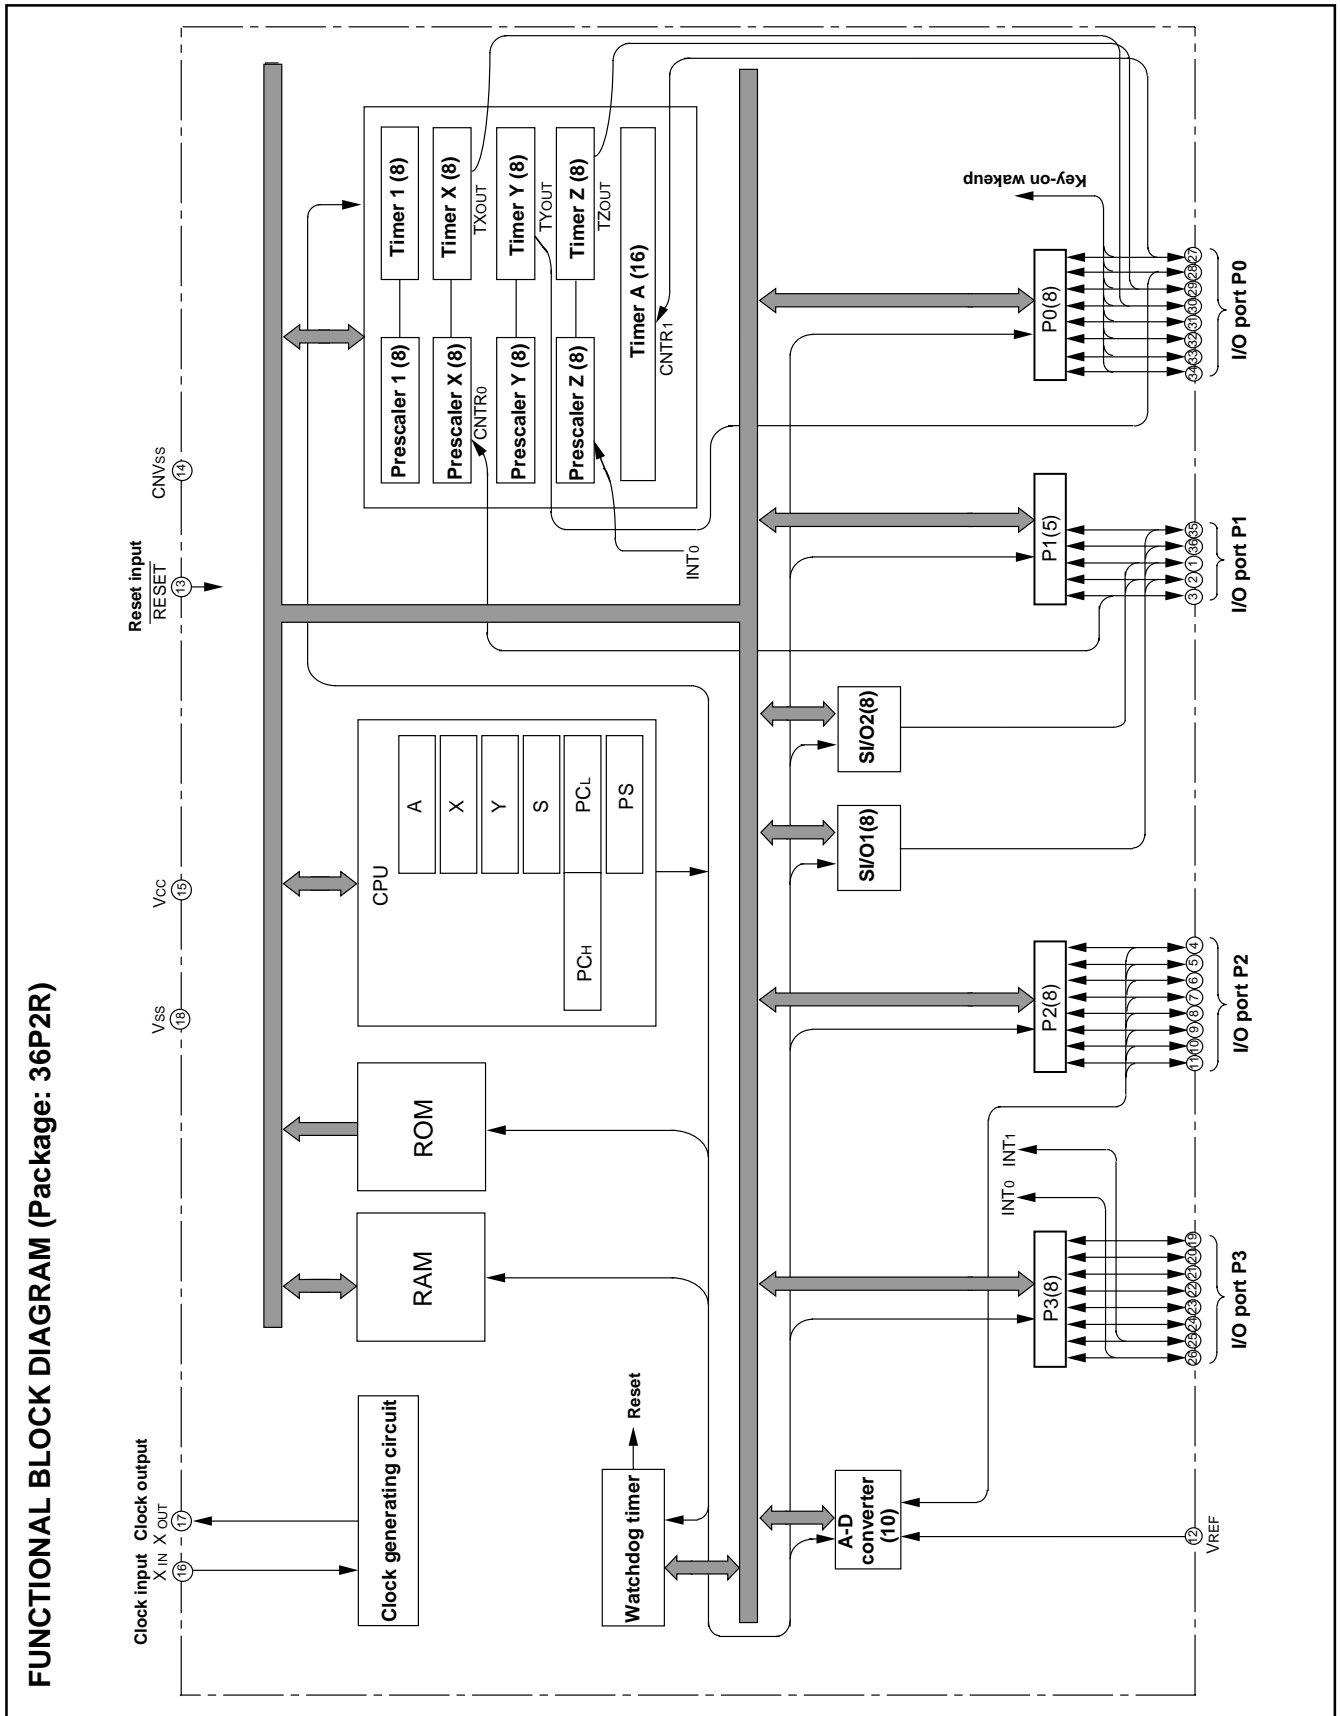 FUNCTIONAL BLOCK DIAGRAM (Package: 36P2R)
Clock input Clock output
XIN XOUT
16
17
VSS
18
VCC
15
Reset input
RESET
13
CNVSS
14
Clock generating circuit
RAM
ROM
CPU
A
X
Y
S
PCH
PCL
PS
Prescaler 1 (8)
Timer 1 (8)
Prescaler X (8)
Timer X (8)
CNTR0
TXOUT
Prescaler Y (8)
Timer Y (8)
TYOUT
Prescaler Z (8)
Timer Z (8)
TZOUT
Timer A (16)
CNTR1
INT0
Watchdog timer
Reset
A-D
converter
(10)
SI/O1(8)
SI/O2(8)
INT0
INT1
Key-on wakeup
P3(8)
P2(8)
P1(5)
P0(8)
12
VREF
26 25 24 23 22 21 20 19
I/O port P3
11 10 9 8 7 6 5 4
I/O port P2
3 2 1 36 35
I/O port P1
34 33 32 31 30 29 28 27
I/O port P0